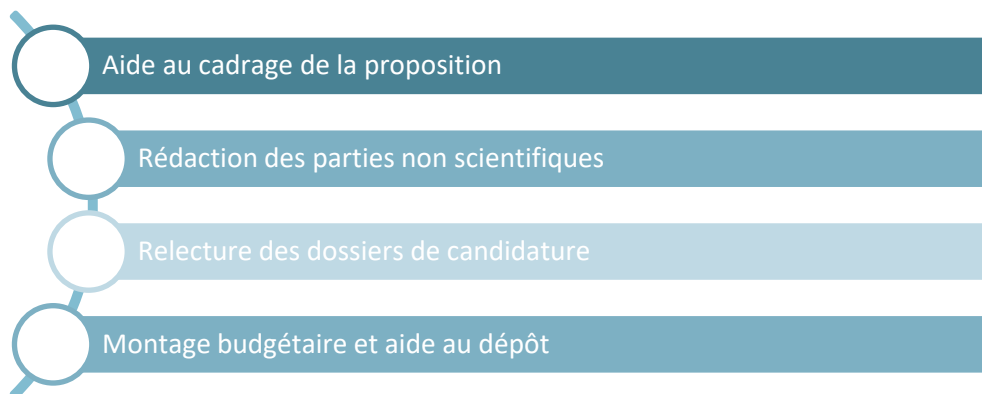 Aide au cadrage de la proposition
Rédaction des parties non scientifiques
Relecture des dossiers de candidature
Montage budgétaire et aide au dépôt